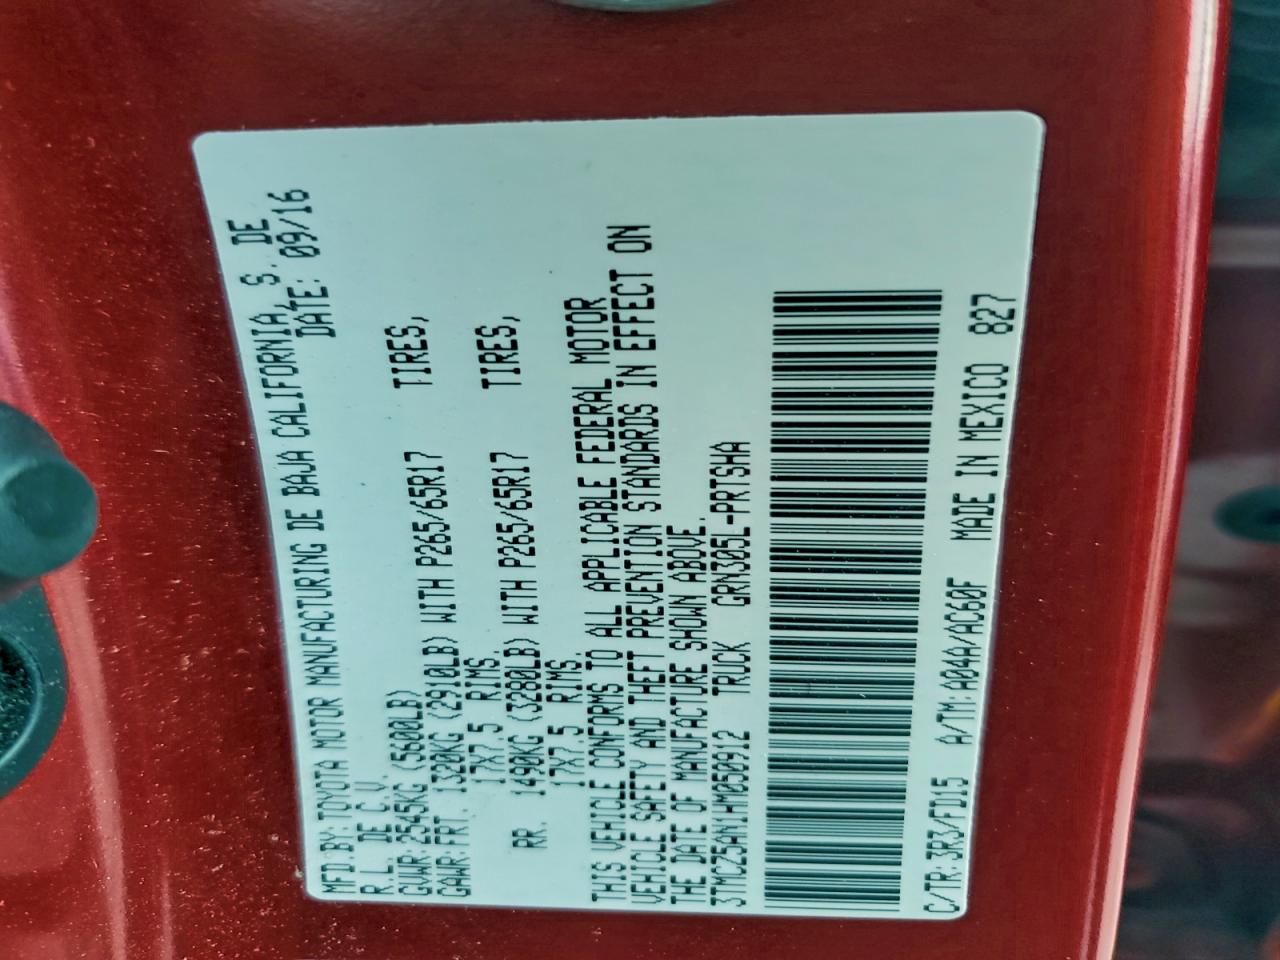 MFD.BY:TOYOTA MOTOR MANUFACTURING DE BAJA CALIFORNIA, S. DE
R.L. DE C.V. DATE: 09/16
GVWR:2545KG (5600LB)
GAWR:FRT. 1320KG (2910LB) WITH P265/65R17 TIRES,
17X7.5 RIMS.
RR. 1490KG (3280LB) WITH P265/65R17 TIRES,
17X7.5 RIMS.
THIS VEHICLE CONFORMS TO ALL APPLICABLE FEDERAL MOTOR
VEHICLE SAFETY AND THEFT PREVENTION STANDARDS IN EFFECT ON
THE DATE OF MANUFACTURE SHOWN ABOVE.
3TMCZ5AN1HM050912 TRUCK GRN305L-PRTSHA
C/TR:3R3/FD15 A/TM:A04A/AC60F MADE IN MEXICO 827